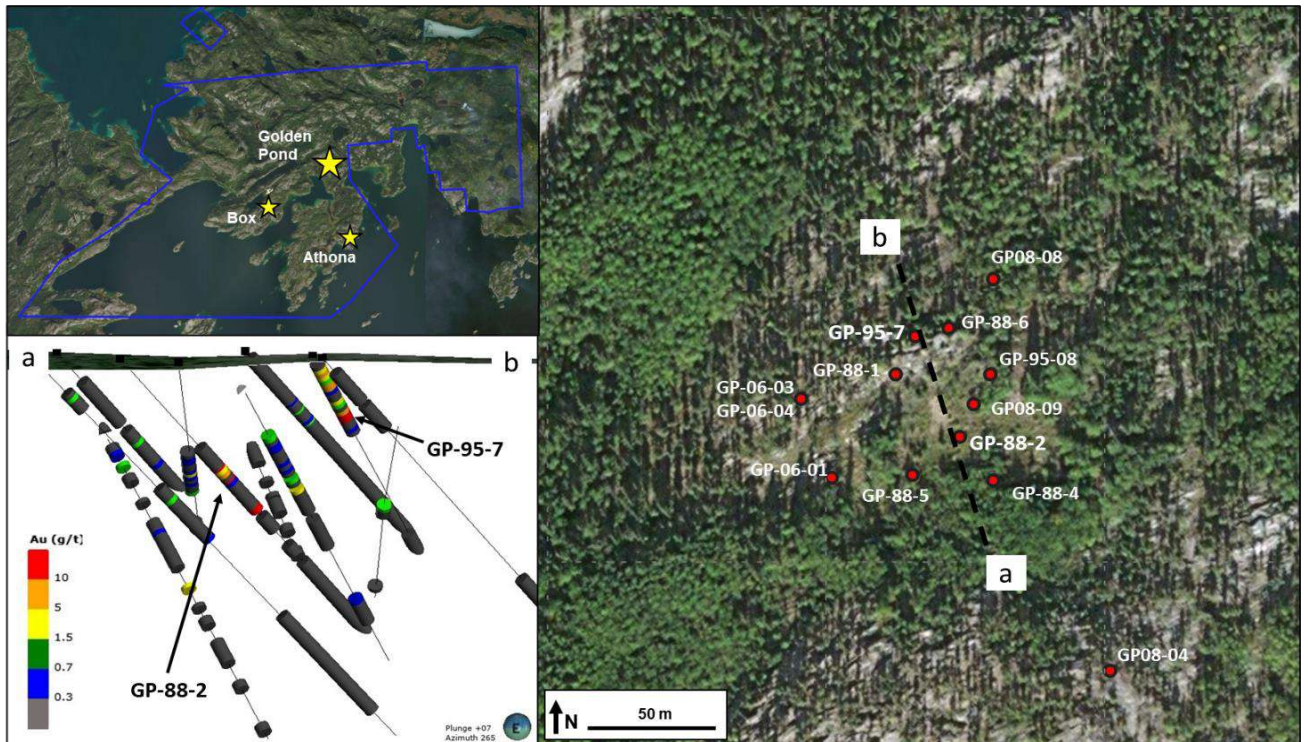 Golden
Pond
Box
Athona
a
b
GP-95-7
GP-88-2
Au (g/t)
10
5
1.5
0.7
0.3
Plunge +07
Azimuth 265
E
b
GP08-08
GP-88-6
GP-95-7
GP-88-1
GP-95-08
GP-06-03
GP-06-04
GP08-09
GP-88-2
GP-06-01
GP-88-5
GP-88-4
a
GP08-04
N
50 m